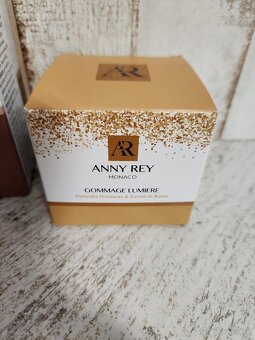 AR
AR
ANNY REY
MONACO
GOMMAGE LUMIERE
Particules Précieuses & Extrait de Raisin